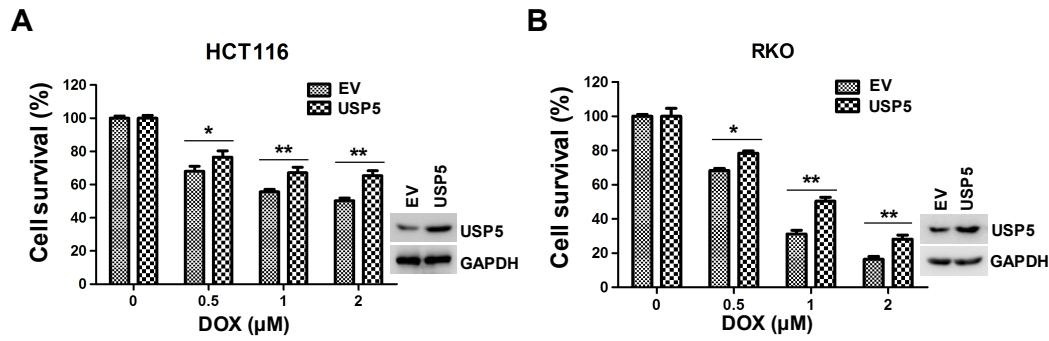 A
HCT116
Cell survival (%)
120
100
80
60
40
20
0
EV
USP5
*
**
**
0
0.5
1
2
DOX (μM)
EV
USP5
USP5
GAPDH
B
RKO
Cell survival (%)
120
100
80
60
40
20
0
EV
USP5
*
**
**
0
0.5
1
2
DOX (μM)
EV
USP5
USP5
GAPDH